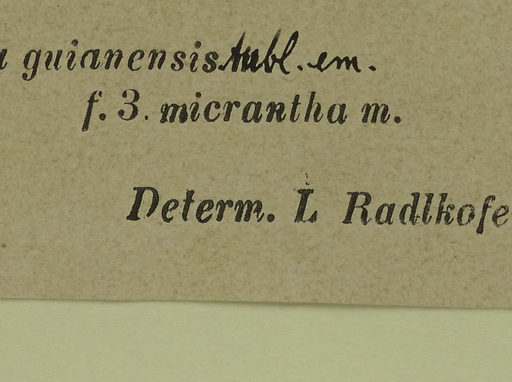 a guianensis Aubl. em.
f. 3. micrantha m.
Determ. L Radlkofe